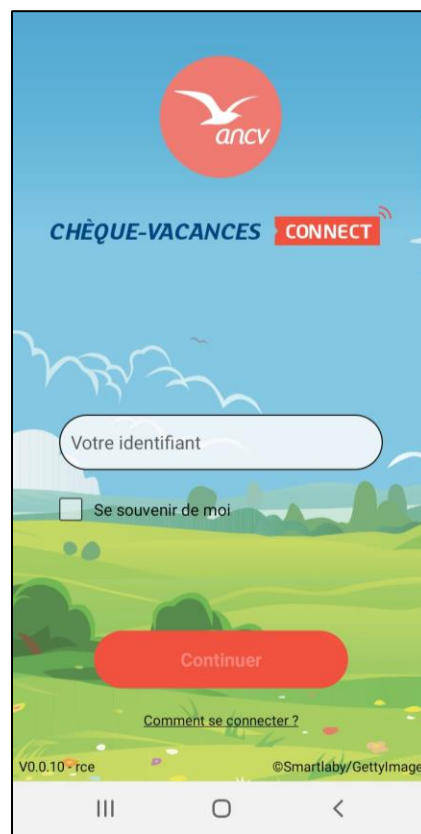 ancv
CHÈQUE-VACANCES CONNECT
Votre identifiant
Se souvenir de moi
Continuer
Comment se connecter ?
V0.0.10 - rce ©Smartlaby/GettyImage